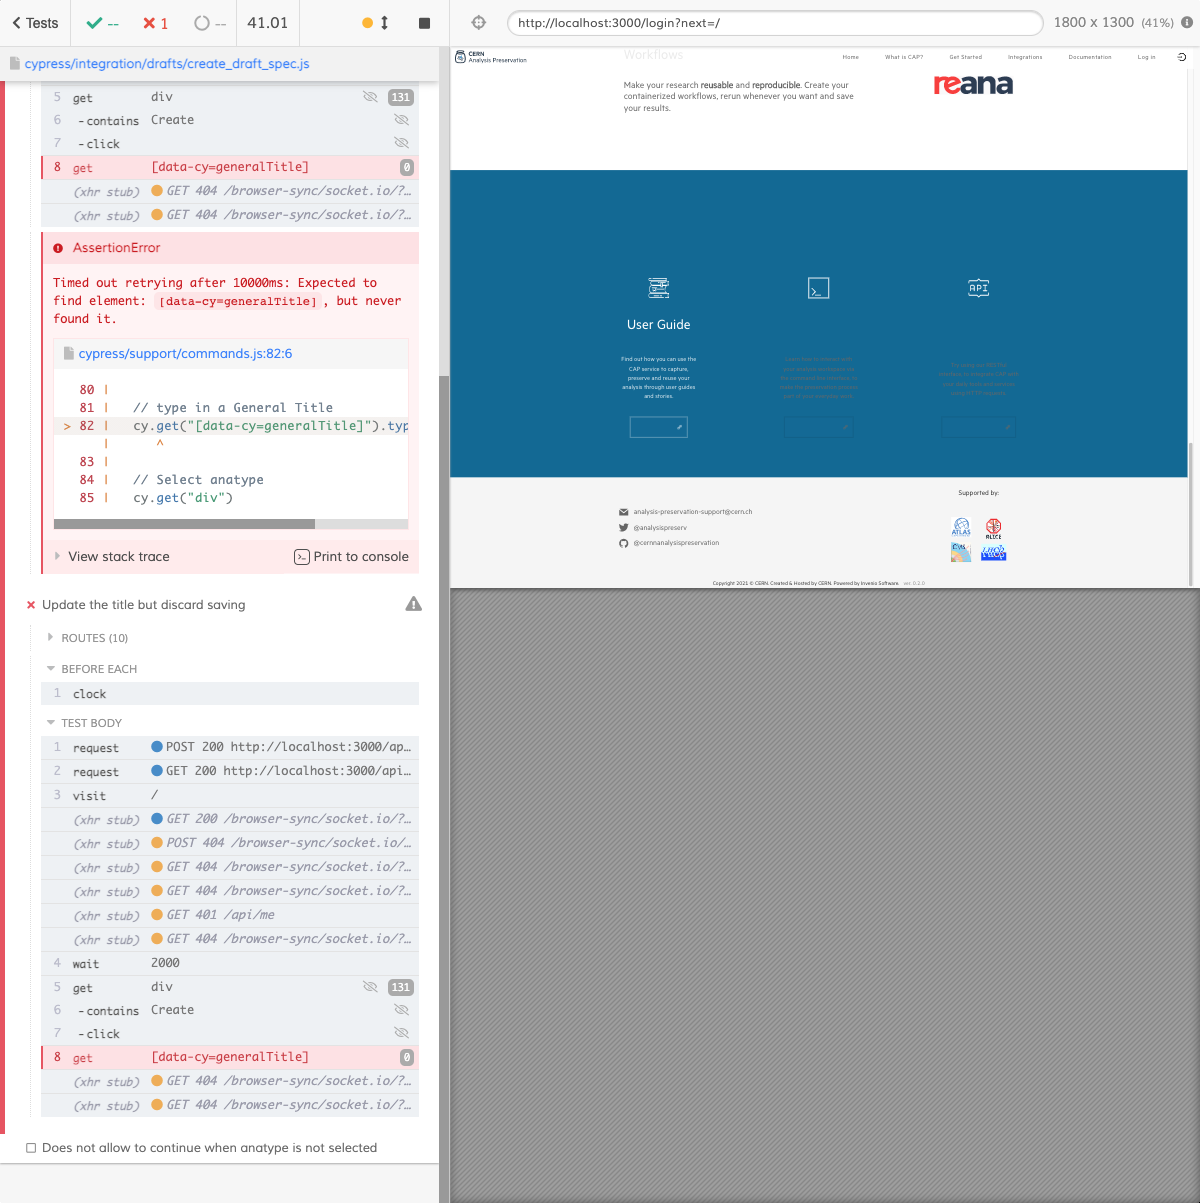 Tests
--
1
--
41.01
http://localhost:3000/login?next=/
1800 x 1300 (41%)
cypress/integration/drafts/create_draft_spec.js
5 get div 131
6 -contains Create
7 -click
8 get [data-cy=generalTitle] 0
(xhr stub) GET 404 /browser-sync/socket.io/?…
(xhr stub) GET 404 /browser-sync/socket.io/?…
AssertionError
Timed out retrying after 10000ms: Expected to
find element: [data-cy=generalTitle], but never
found it.
cypress/support/commands.js:82:6
80 |
81 | // type in a General Title
> 82 | cy.get("[data-cy=generalTitle]").typ
| ^
83 |
84 | // Select anatype
85 | cy.get("div")
View stack trace
Print to console
Update the title but discard saving
ROUTES (10)
BEFORE EACH
1 clock
TEST BODY
1 request POST 200 http://localhost:3000/ap…
2 request GET 200 http://localhost:3000/api…
3 visit /
(xhr stub) GET 200 /browser-sync/socket.io/?…
(xhr stub) POST 404 /browser-sync/socket.io/…
(xhr stub) GET 404 /browser-sync/socket.io/?…
(xhr stub) GET 404 /browser-sync/socket.io/?…
(xhr stub) GET 401 /api/me
(xhr stub) GET 404 /browser-sync/socket.io/?…
4 wait 2000
5 get div 131
6 -contains Create
7 -click
8 get [data-cy=generalTitle] 0
(xhr stub) GET 404 /browser-sync/socket.io/?…
(xhr stub) GET 404 /browser-sync/socket.io/?…
Does not allow to continue when anatype is not selected
CERN
Analysis Preservation
Workflows
Home
What is CAP?
Get Started
Integrations
Documentation
Log in
Make your research reusable and reproducible. Create your
containerized workflows, rerun whenever you want and save
your results.
reana
API
User Guide
Find out how you can use the
CAP service to capture,
preserve and reuse your
analysis through user guides
and stories.
Supported by:
analysis-preservation-support@cern.ch
@analysispreserv
@cernanalysispreservation
ATLAS
ALICE
CMS
LHCb
Copyright 2021 © CERN. Created & Hosted by CERN. Powered by Invenio Software. ver. 0.2.0